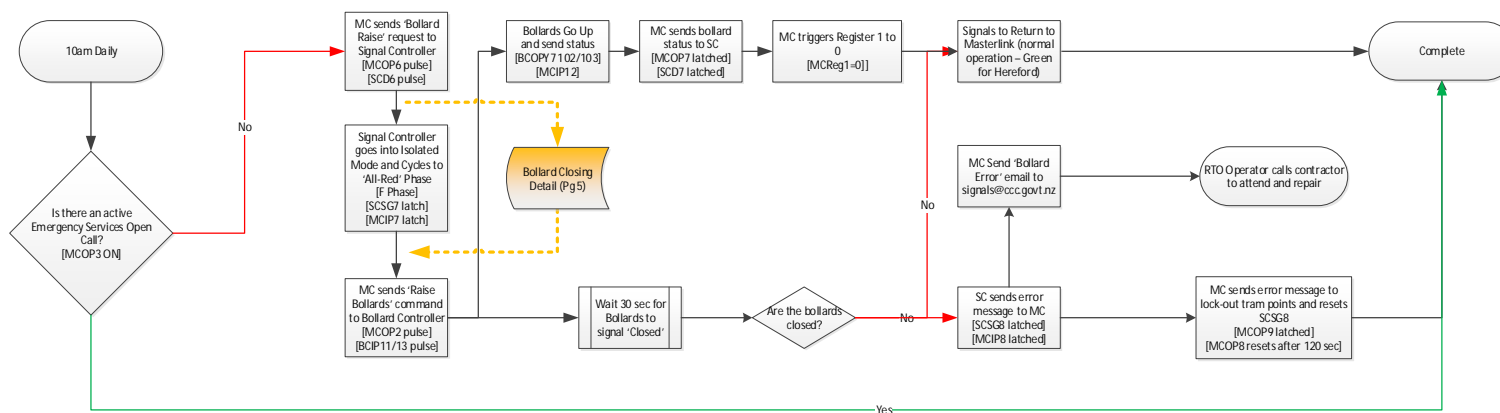 10am Daily
Is there an active
Emergency Services Open
Call?
[MCOP3 ON]
No
MC sends 'Bollard
Raise' request to
Signal Controller
[MCOP6 pulse]
[SCD6 pulse]
Signal Controller
goes into Isolated
Mode and Cycles to
'All-Red' Phase
[F Phase]
[SCSG7 latch]
[MCIP7 latch]
MC sends 'Raise
Bollards' command
to Bollard Controller
[MCOP2 pulse]
[BCIP11/13 pulse]
Bollards Go Up
and send status
[BCOPY7 102/103]
[MCIP12]
Bollard Closing
Detail (Pg 5)
MC sends bollard
status to SC
[MCOP7 latched]
[SCD7 latched]
MC triggers Register 1 to
0
[MCReg1=0]]
Signals to Return to
Masterlink (normal
operation – Green
for Hereford)
Complete
Wait 30 sec for
Bollards to
signal 'Closed'
Are the bollards
closed?
No
No
MC Send 'Bollard
Error' email to
signals@ccc.govt.nz
RTO Operator calls contractor
to attend and repair
SC sends error
message to MC
[SCSG8 latched]
[MCIP8 latched]
MC sends error message to
lock-out tram points and resets
SCSG8
[MCOP9 latched]
[MCOP8 resets after 120 sec]
Yes